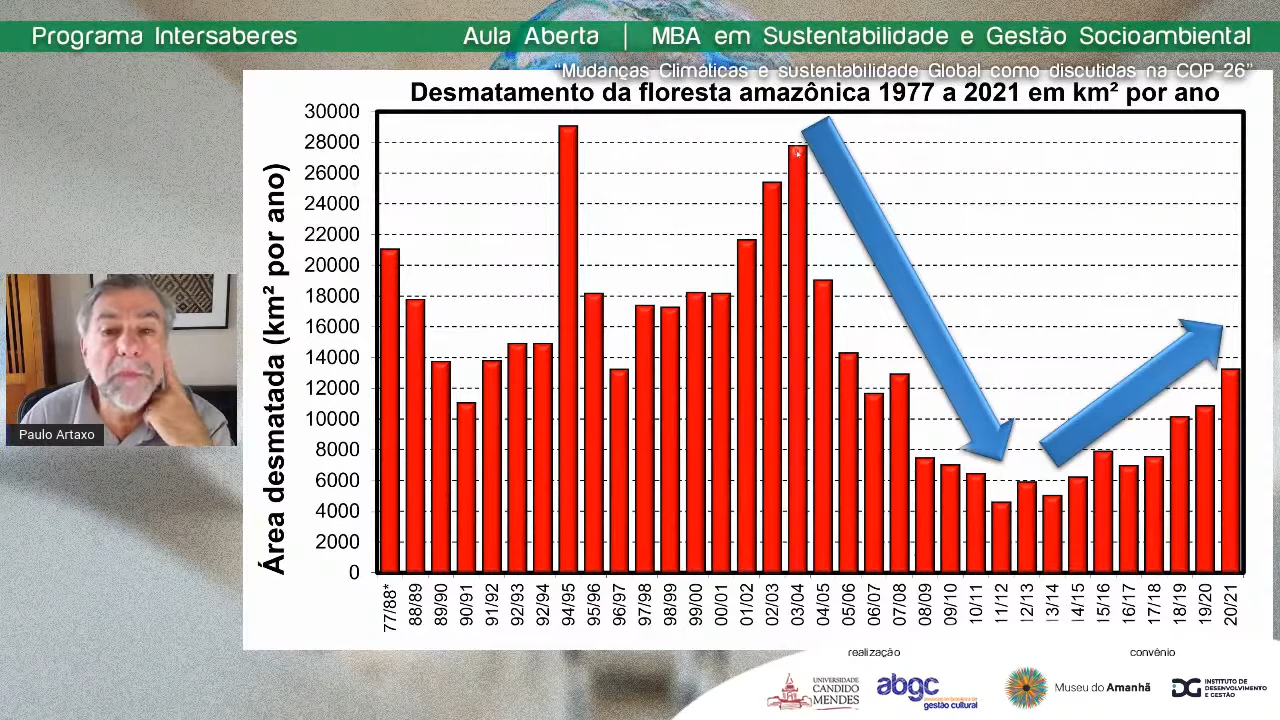 Programa Intersaberes
Aula Aberta | MBA em Sustentabilidade e Gestão Socioambiental
"Mudanças Climáticas e sustentabilidade Global como discutidas na COP-26"
Desmatamento da floresta amazônica 1977 a 2021 em km² por ano
Área desmatada (km² por ano)
30000
28000
26000
24000
22000
20000
18000
16000
14000
12000
10000
8000
6000
4000
2000
0
77/88*
88/89
89/90
90/91
91/92
92/93
92/94
94/95
95/96
96/97
97/98
98/99
99/00
00/01
01/02
02/03
03/04
04/05
05/06
06/07
07/08
08/09
09/10
10/11
11/12
12/13
13/14
14/15
15/16
16/17
17/18
18/19
19/20
20/21
Paulo Artaxo
realização
convênio
UNIVERSIDADE
CANDIDO
MENDES
abgc
gestão cultural
Museu do Amanhã
IDG
INSTITUTO DE
DESENVOLVIMENTO
E GESTÃO